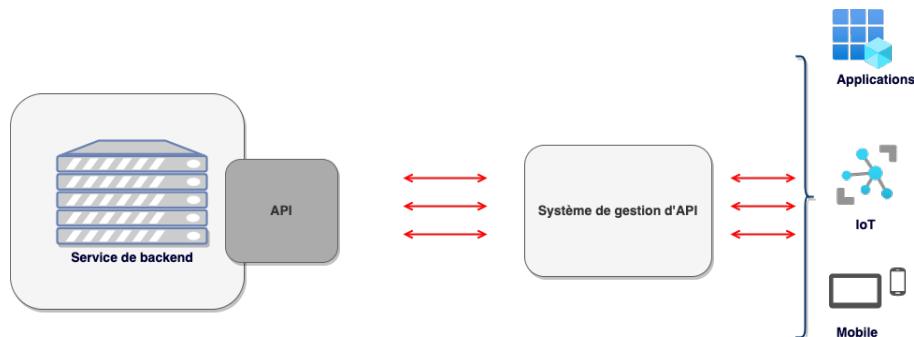 Service de backend
API
Système de gestion d'API
Applications
IoT
Mobile